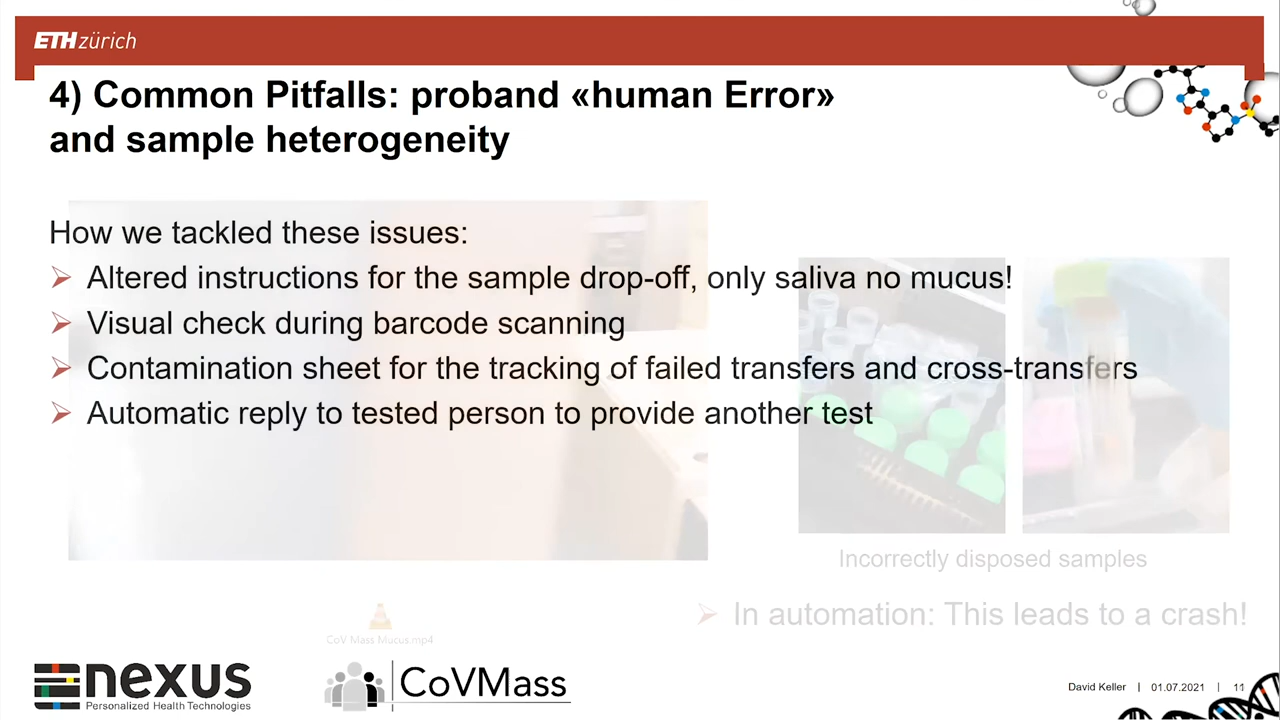 ETH zürich
4) Common Pitfalls: proband «human Error»
and sample heterogeneity
How we tackled these issues:
Altered instructions for the sample drop-off, only saliva no mucus!
Visual check during barcode scanning
Contamination sheet for the tracking of failed transfers and cross-transfers
Automatic reply to tested person to provide another test
Incorrectly disposed samples
In automation: This leads to a crash!
CoV Mass Mucus.mp4
nexus
Personalized Health Technologies
CoVMass
David Keller | 01.07.2021 | 11